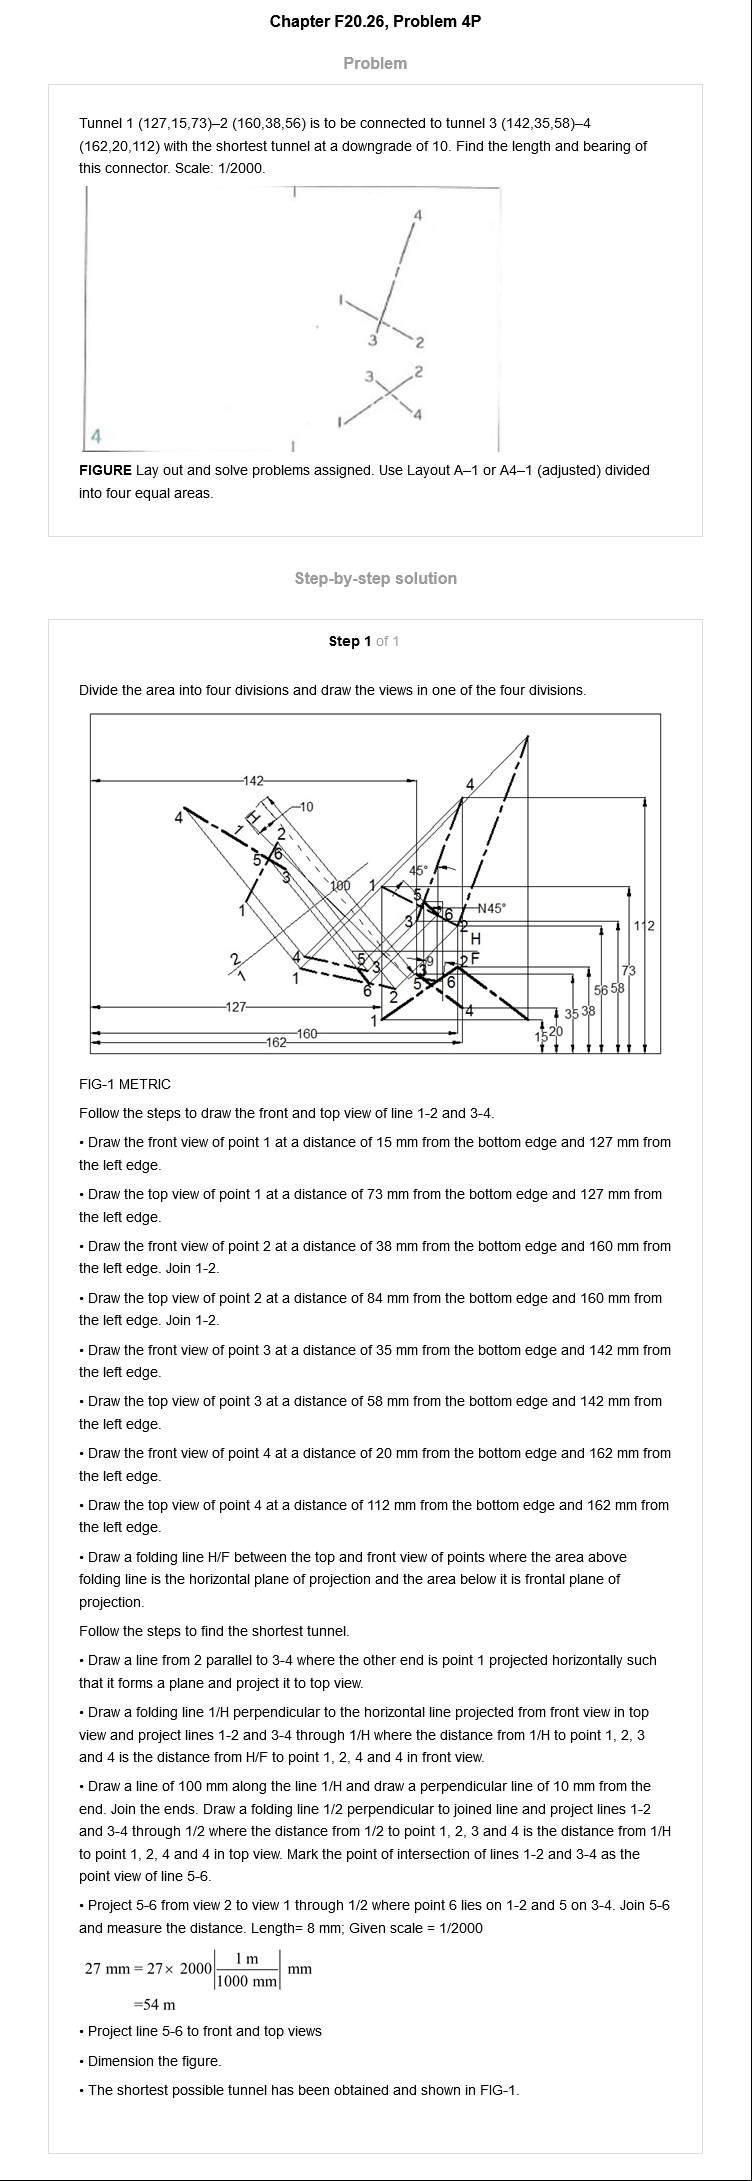 Chapter F20.26, Problem 4P
Problem
Tunnel 1 (127,15,73)–2 (160,38,56) is to be connected to tunnel 3 (142,35,58)–4
(162,20,112) with the shortest tunnel at a downgrade of 10. Find the length and bearing of
this connector. Scale: 1/2000.
4
1
3
2
3
2
1
4
4
FIGURE Lay out and solve problems assigned. Use Layout A–1 or A4–1 (adjusted) divided
into four equal areas.
Step-by-step solution
Step 1 of 1
Divide the area into four divisions and draw the views in one of the four divisions.
142
4
10
4
H
1
2
5
6
3
45°
100
1
5
N45°
1
3
6
2
112
H
2
1
4
5
3
9
2
F
73
1
5
6
56
58
6
2
127
4
35
38
1
160
15
20
162
FIG-1 METRIC
Follow the steps to draw the front and top view of line 1-2 and 3-4.
• Draw the front view of point 1 at a distance of 15 mm from the bottom edge and 127 mm from
the left edge.
• Draw the top view of point 1 at a distance of 73 mm from the bottom edge and 127 mm from
the left edge.
• Draw the front view of point 2 at a distance of 38 mm from the bottom edge and 160 mm from
the left edge. Join 1-2.
• Draw the top view of point 2 at a distance of 84 mm from the bottom edge and 160 mm from
the left edge. Join 1-2.
• Draw the front view of point 3 at a distance of 35 mm from the bottom edge and 142 mm from
the left edge.
• Draw the top view of point 3 at a distance of 58 mm from the bottom edge and 142 mm from
the left edge.
• Draw the front view of point 4 at a distance of 20 mm from the bottom edge and 162 mm from
the left edge.
• Draw the top view of point 4 at a distance of 112 mm from the bottom edge and 162 mm from
the left edge.
• Draw a folding line H/F between the top and front view of points where the area above
folding line is the horizontal plane of projection and the area below it is frontal plane of
projection.
Follow the steps to find the shortest tunnel.
• Draw a line from 2 parallel to 3-4 where the other end is point 1 projected horizontally such
that it forms a plane and project it to top view.
• Draw a folding line 1/H perpendicular to the horizontal line projected from front view in top
view and project lines 1-2 and 3-4 through 1/H where the distance from 1/H to point 1, 2, 3
and 4 is the distance from H/F to point 1, 2, 4 and 4 in front view.
• Draw a line of 100 mm along the line 1/H and draw a perpendicular line of 10 mm from the
end. Join the ends. Draw a folding line 1/2 perpendicular to joined line and project lines 1-2
and 3-4 through 1/2 where the distance from 1/2 to point 1, 2, 3 and 4 is the distance from 1/H
to point 1, 2, 4 and 4 in top view. Mark the point of intersection of lines 1-2 and 3-4 as the
point view of line 5-6.
• Project 5-6 from view 2 to view 1 through 1/2 where point 6 lies on 1-2 and 5 on 3-4. Join 5-6
and measure the distance. Length= 8 mm; Given scale = 1/2000
27 mm = 27× 2000|1 m / 1000 mm| mm
=54 m
• Project line 5-6 to front and top views
• Dimension the figure.
• The shortest possible tunnel has been obtained and shown in FIG-1.